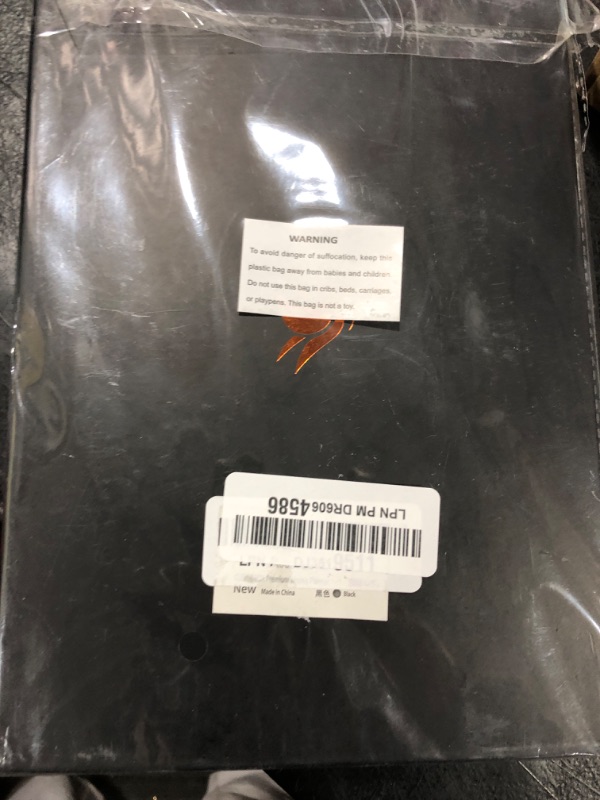 WARNING
To avoid danger of suffocation, keep this
plastic bag away from babies and children.
Do not use this bag in cribs, beds, carriages,
or playpens. This bag is not a toy.
LPN PM DR6064586
New Made in China 黑色 Black